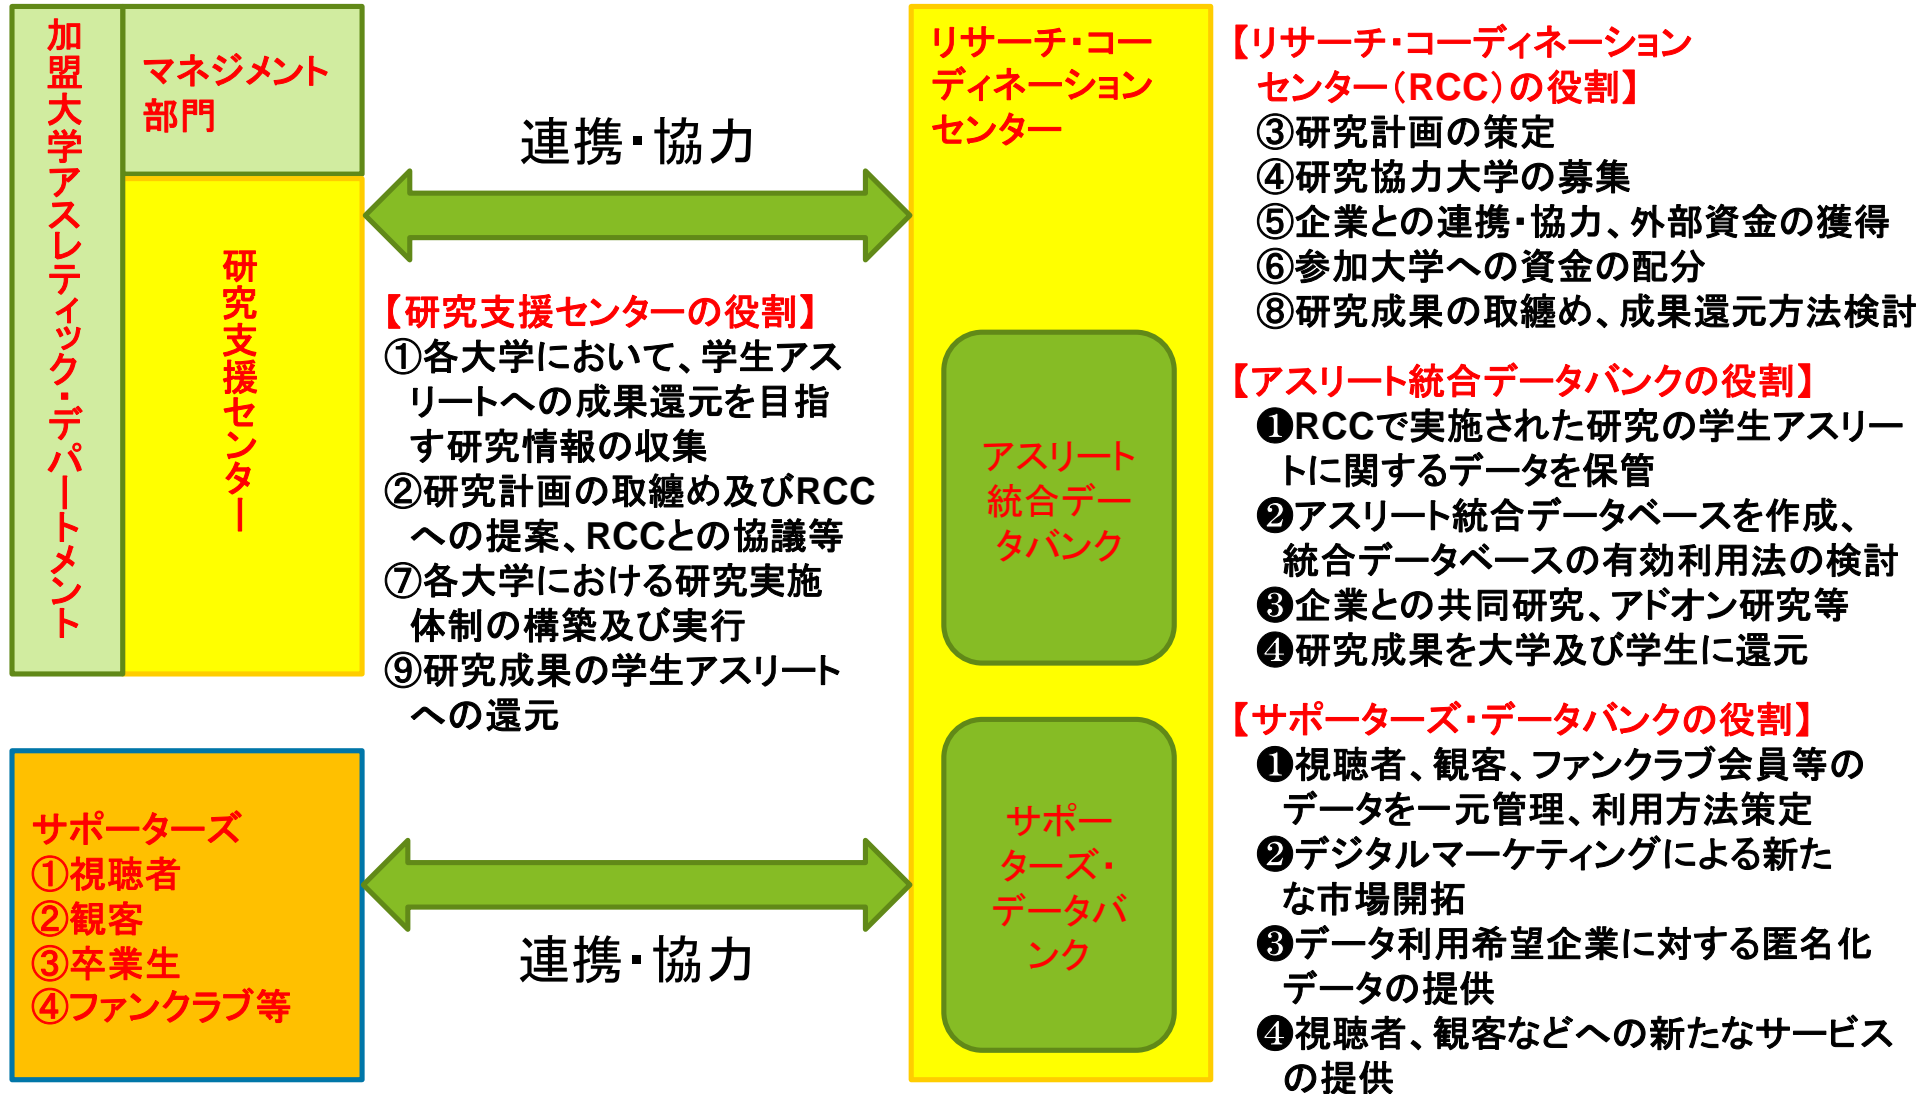 加盟大学アスレティック・デパートメント
マネジメント
部門
研究支援センター
連携・協力
【研究支援センターの役割】
①各大学において、学生アス
リートへの成果還元を目指
す研究情報の収集
②研究計画の取纏め及びRCC
への提案、RCCとの協議等
⑦各大学における研究実施
体制の構築及び実行
⑨研究成果の学生アスリート
への還元
サポーターズ
①視聴者
②観客
③卒業生
④ファンクラブ等
連携・協力
リサーチ・コー
ディネーション
センター
アスリート
統合デー
タバンク
サポー
ターズ・
データバ
ンク
【リサーチ・コーディネーション
センター（RCC）の役割】
③研究計画の策定
④研究協力大学の募集
⑤企業との連携・協力、外部資金の獲得
⑥参加大学への資金の配分
⑧研究成果の取纏め、成果還元方法検討
【アスリート統合データバンクの役割】
❶RCCで実施された研究の学生アスリー
トに関するデータを保管
❷アスリート統合データベースを作成、
統合データベースの有効利用法の検討
❸企業との共同研究、アドオン研究等
❹研究成果を大学及び学生に還元
【サポーターズ・データバンクの役割】
❶視聴者、観客、ファンクラブ会員等の
データを一元管理、利用方法策定
❷デジタルマーケティングによる新た
な市場開拓
❸データ利用希望企業に対する匿名化
データの提供
❹視聴者、観客などへの新たなサービス
の提供